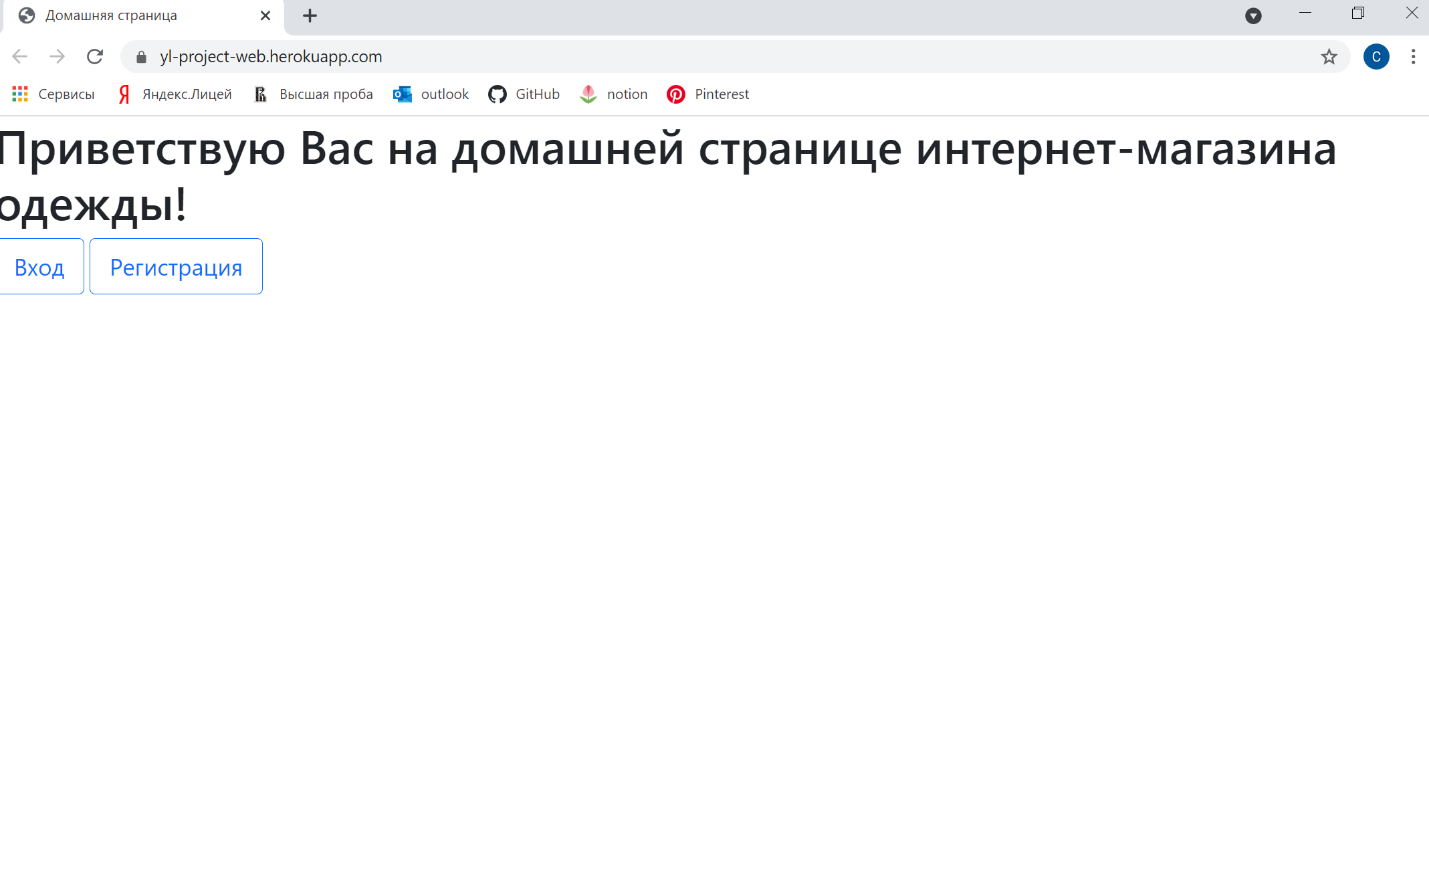 Домашняя страница
yl-project-web.herokuapp.com
C
Сервисы Яндекс.Лицей Высшая проба outlook GitHub notion Pinterest
Приветствую Вас на домашней странице интернет-магазина
одежды!
Вход Регистрация